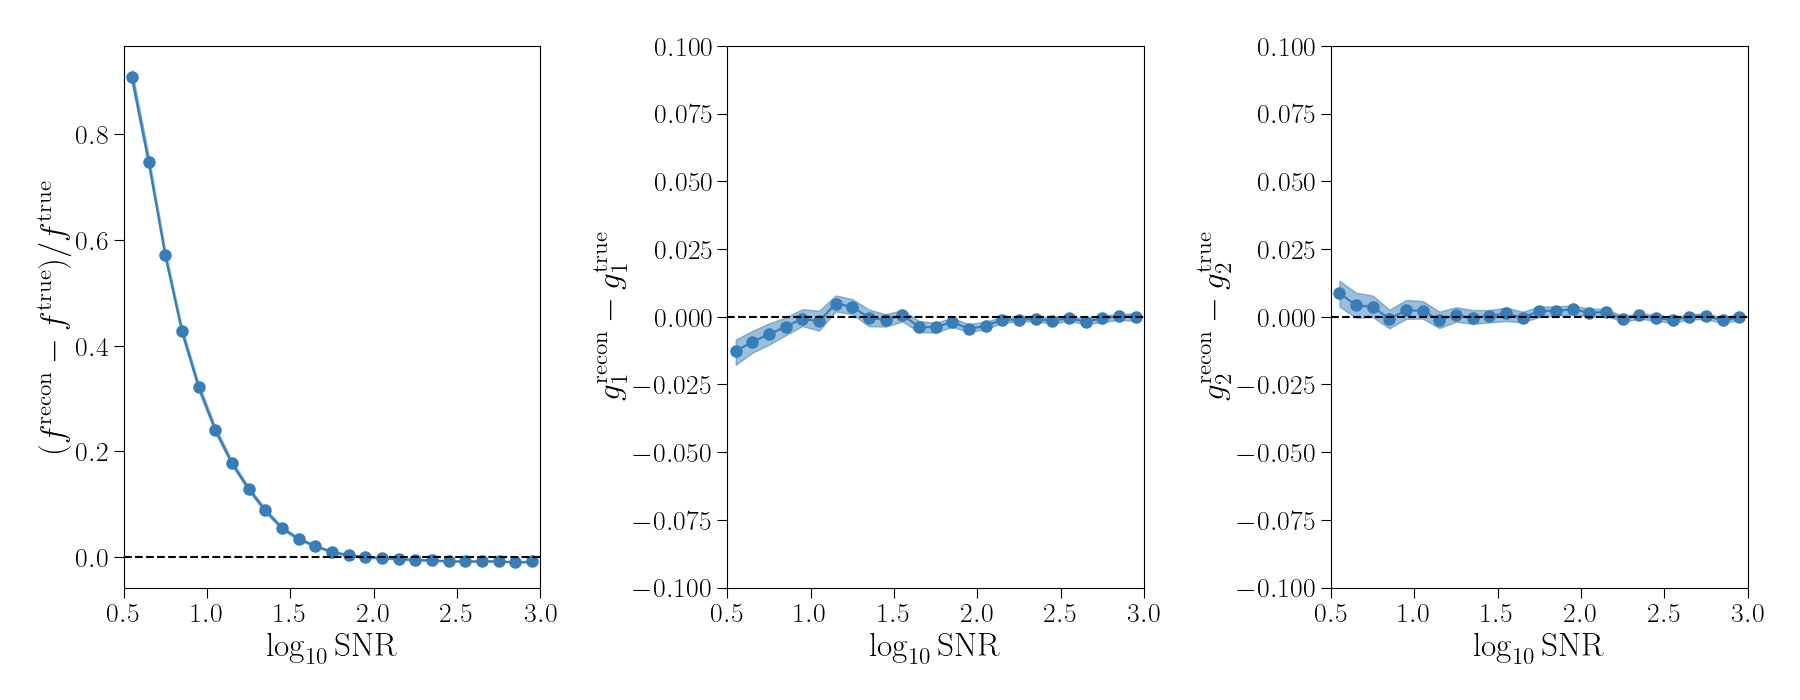 (f^recon − f^true)/f^true
0.8
0.6
0.4
0.2
0.0
0.5 1.0 1.5 2.0 2.5 3.0
log₁₀ SNR
g₁^recon − g₁^true
0.100
0.075
0.050
0.025
0.000
−0.025
−0.050
−0.075
−0.100
0.5 1.0 1.5 2.0 2.5 3.0
log₁₀ SNR
g₂^recon − g₂^true
0.100
0.075
0.050
0.025
0.000
−0.025
−0.050
−0.075
−0.100
0.5 1.0 1.5 2.0 2.5 3.0
log₁₀ SNR